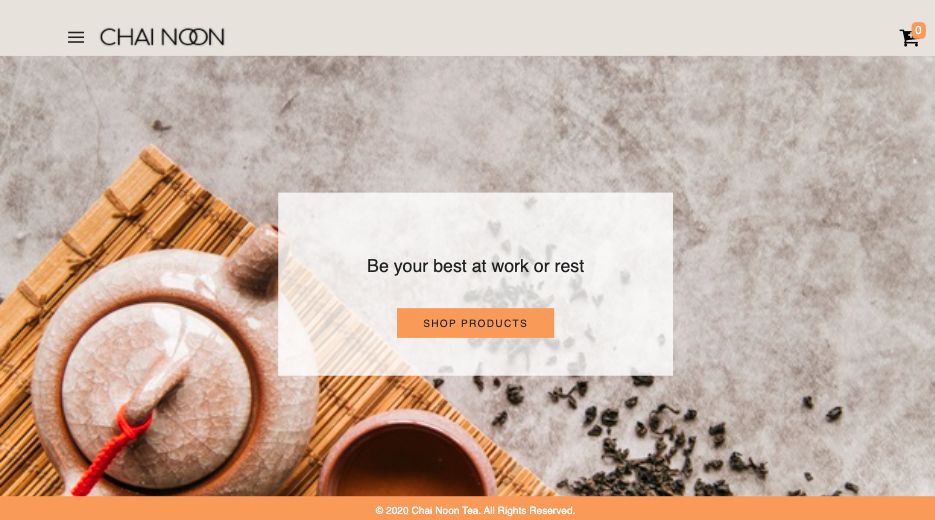 CHAI NOON
0
Be your best at work or rest
SHOP PRODUCTS
© 2020 Chai Noon Tea. All Rights Reserved.